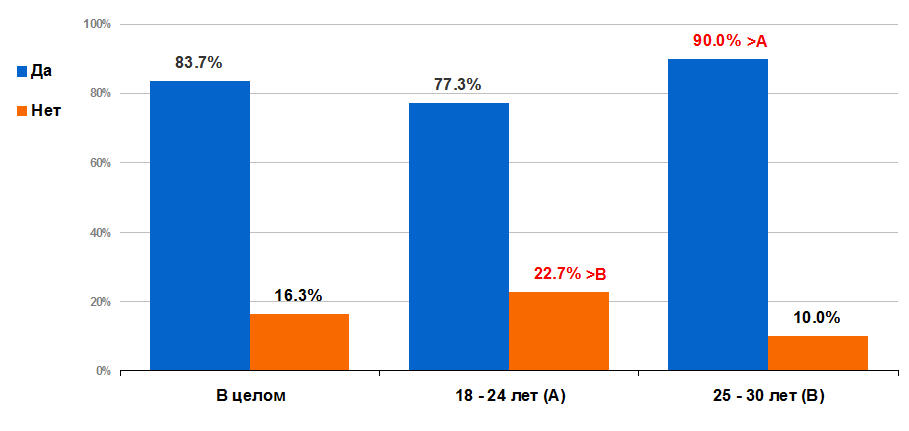 100%
80%
60%
40%
20%
0%
Да
Нет
83.7%
16.3%
77.3%
22.7% >B
90.0% >A
10.0%
В целом
18 - 24 лет (A)
25 - 30 лет (B)